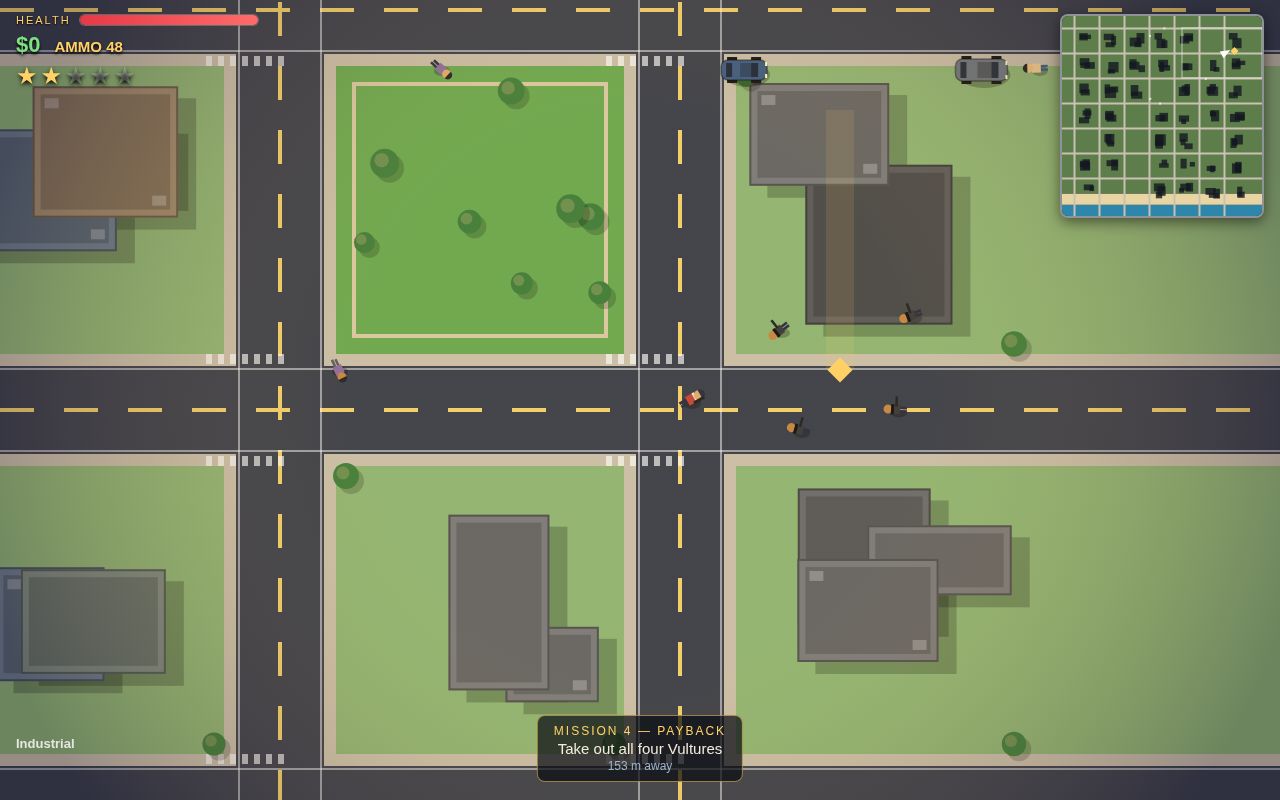 HEALTH
$0 AMMO 48
Industrial
MISSION 4 — PAYBACK
Take out all four Vultures
153 m away